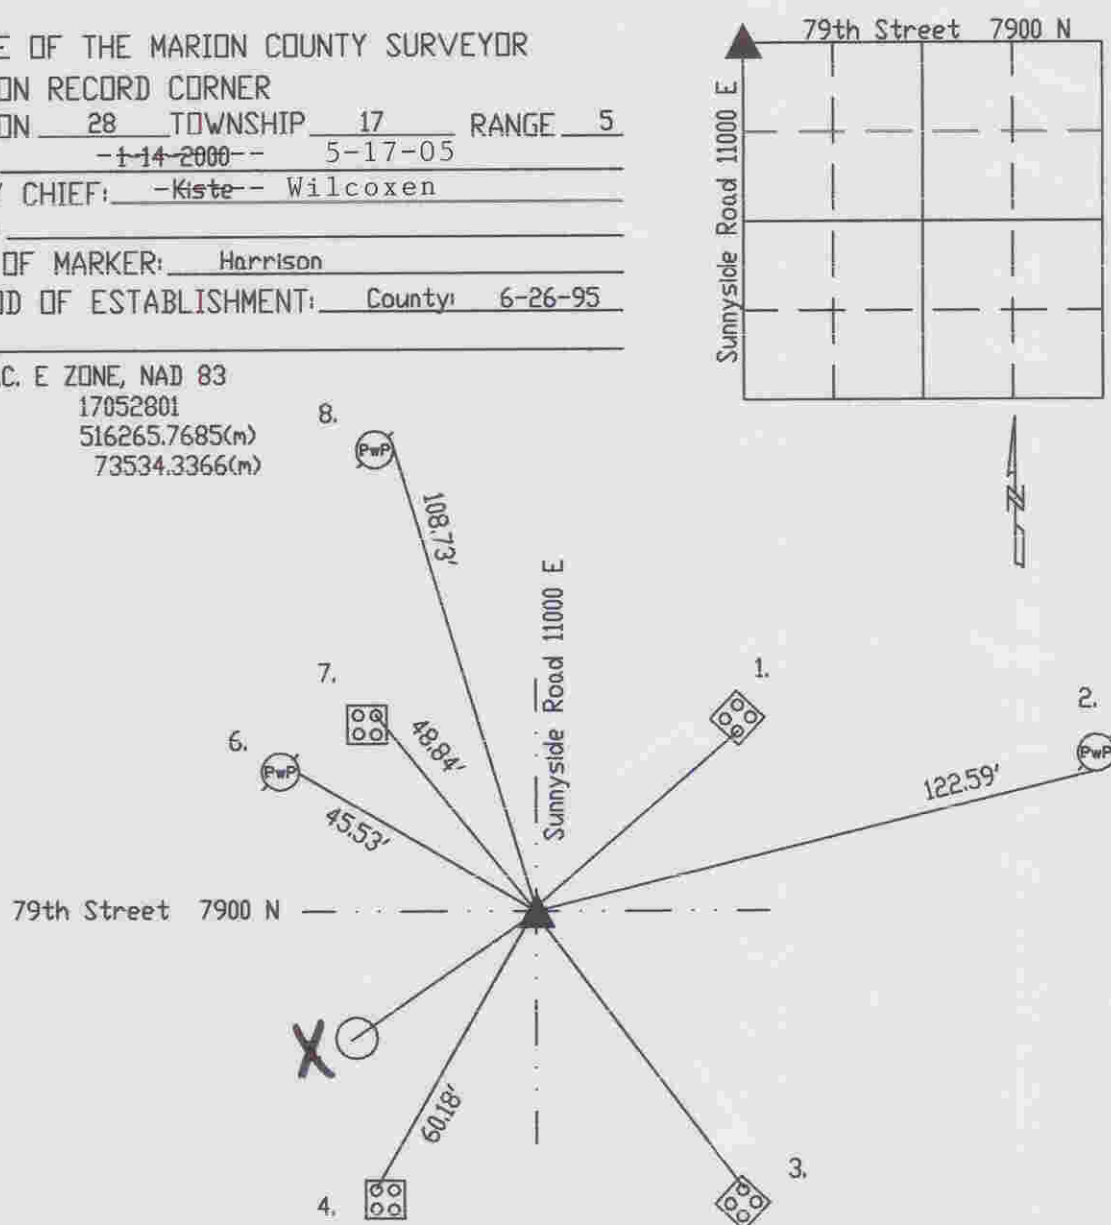 E OF THE MARION COUNTY SURVEYOR
ON RECORD CORNER
ON 28 TOWNSHIP 17 RANGE 5
-1-14-2000-- 5-17-05
CHIEF: -Kiste-- Wilcoxen
OF MARKER: Harrison
D OF ESTABLISHMENT: County: 6-26-95
C. E ZONE, NAD 83
17052801
516265.7685(m)
73534.3366(m)
79th Street 7900 N
Sunnyside Road 11000 E
N
8.
PwP
108.73'
Sunnyside Road 11000 E
7.
48.84'
1.
6.
PwP
45.53'
2.
PwP
122.59'
79th Street 7900 N
X
60.18'
4.
3.